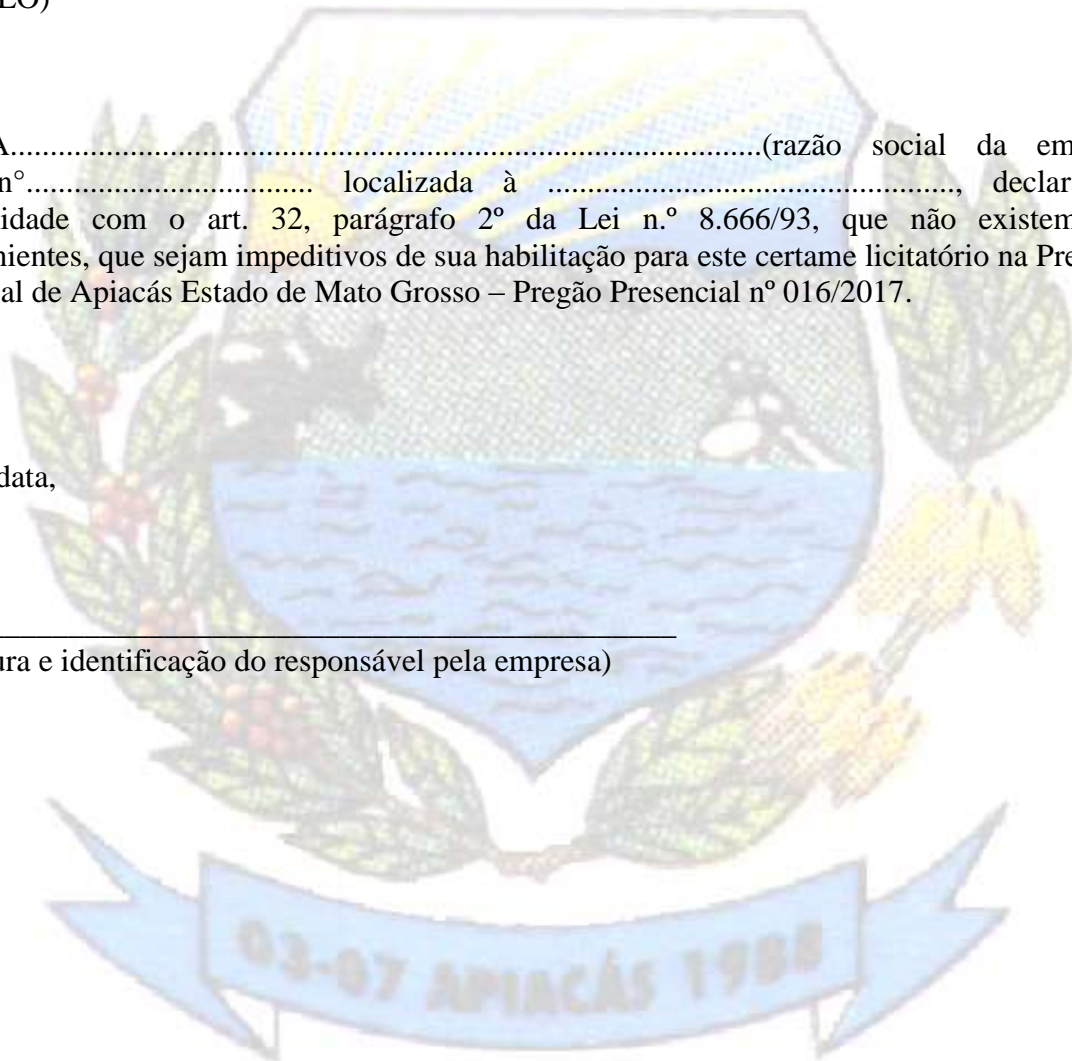 LO)
A................................................................................................(razão social da em
n°.................................... localizada à ...................................................., declar
idade com o art. 32, parágrafo 2º da Lei n.º 8.666/93, que não existem
nientes, que sejam impeditivos de sua habilitação para este certame licitatório na Pre
al de Apiacás Estado de Mato Grosso – Pregão Presencial nº 016/2017.
data,
____________________________________________
ura e identificação do responsável pela empresa)
03-07 APIACÁS 1988